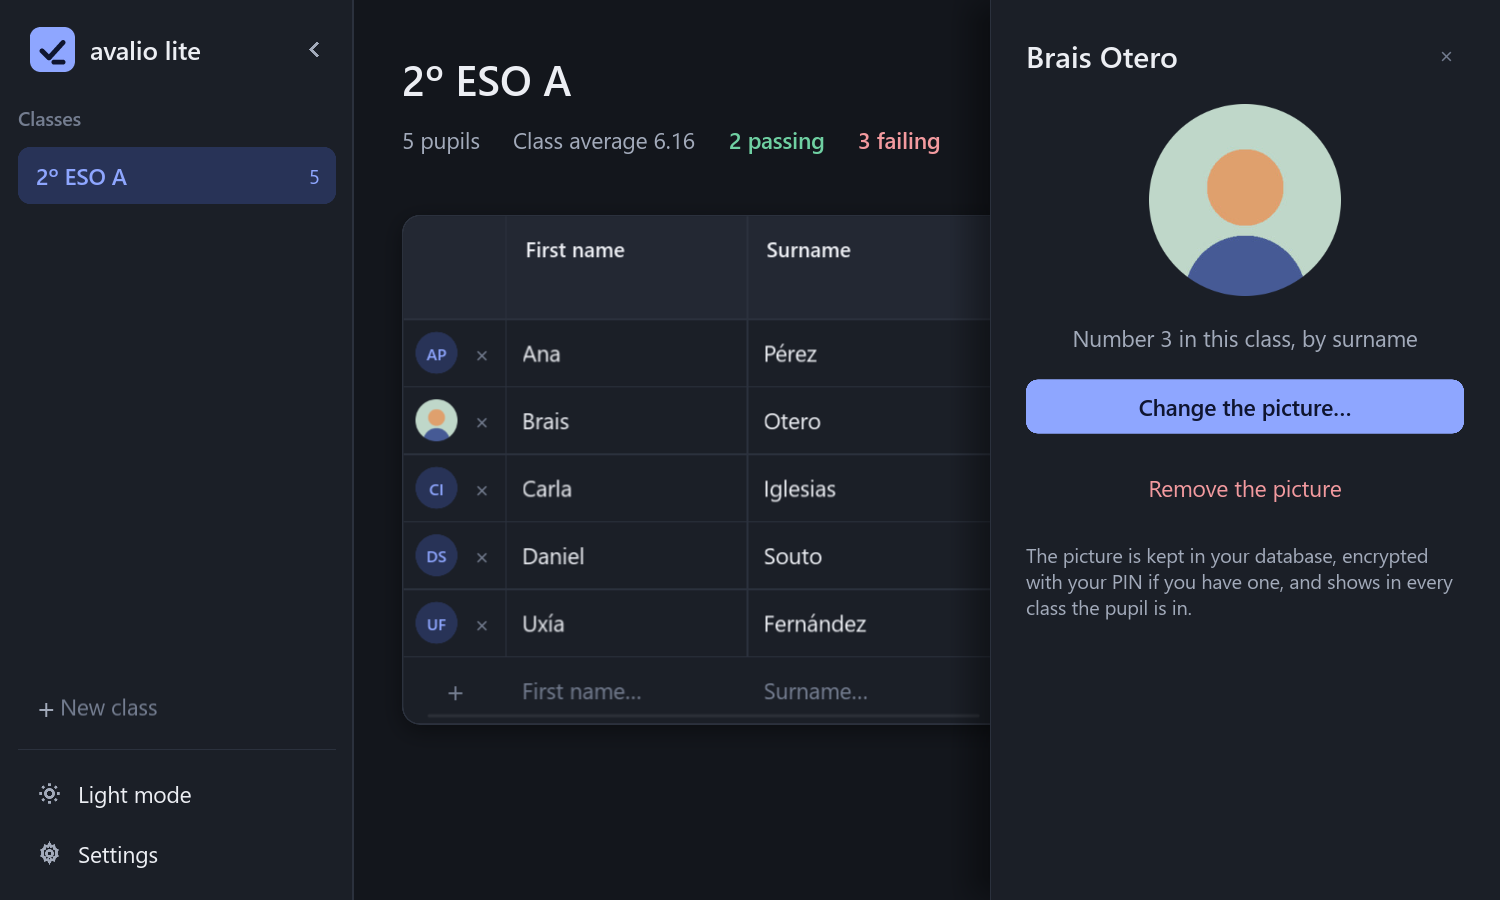 avalio lite
Classes
2º ESO A 5
+ New class
Light mode
Settings
2º ESO A
5 pupils Class average 6.16 2 passing 3 failing
First name Surname
AP × Ana Pérez
× Brais Otero
CI × Carla Iglesias
DS × Daniel Souto
UF × Uxía Fernández
+ First name... Surname...
Brais Otero ×
Number 3 in this class, by surname
Change the picture...
Remove the picture
The picture is kept in your database, encrypted
with your PIN if you have one, and shows in every
class the pupil is in.